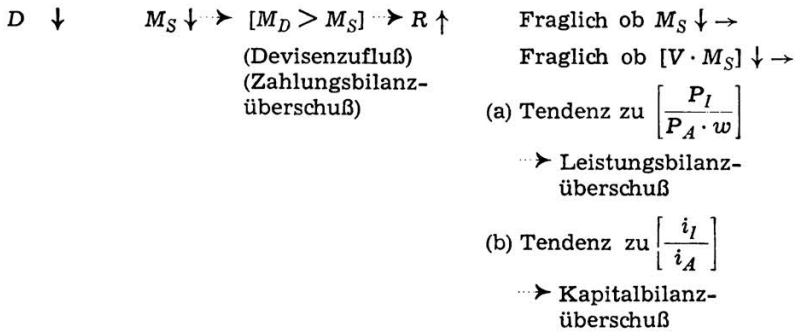 D ↓ M_S ↓ → [M_D > M_S] → R ↑ Fraglich ob M_S ↓ →
(Devisenzufluß) Fraglich ob [V · M_S] ↓ →
(Zahlungsbilanz-
überschuß)
(a) Tendenz zu [P_I / P_A · w]
→ Leistungsbilanz-
überschuß
(b) Tendenz zu [i_I / i_A]
→ Kapitalbilanz-
überschuß